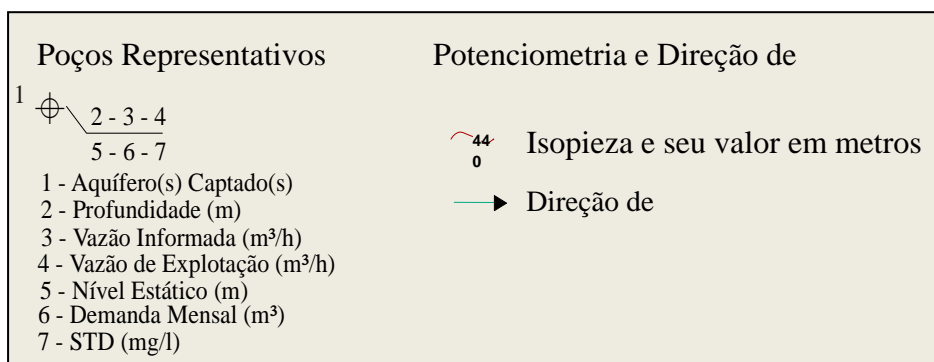 Poços Representativos
1
2 - 3 - 4
5 - 6 - 7
1 - Aquífero(s) Captado(s)
2 - Profundidade (m)
3 - Vazão Informada (m³/h)
4 - Vazão de Explotação (m³/h)
5 - Nível Estático (m)
6 - Demanda Mensal (m³)
7 - STD (mg/l)
Potenciometria e Direção de
44
0
Isopieza e seu valor em metros
Direção de